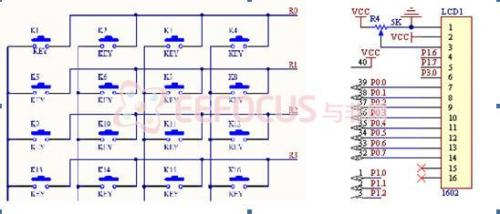 R0
K1 K2 K3 K4
KEY KEY KEY KEY
R1
K5 K6 K7 K8
KEY KEY KEY KEY
R2
K9 K10 K11 K12
KEY KEY KEY KEY
R3
K13 K14 K15 K16
KEY KEY KEY KEY
EEFOCUS 与
LCD1
VCC R4 5K
1
VCC 2
3
P1.6 4
P1.7 5
P3.0 6
40 VCC
39 P0.0 7
38 P0.1 8
37 P0.2 9
36 P0.3 10
35 P0.4 11
34 P0.5 12
33 P0.6 13
32 P0.7 14
15
16
1 P1.0
2 P1.1
3 P1.2
1602